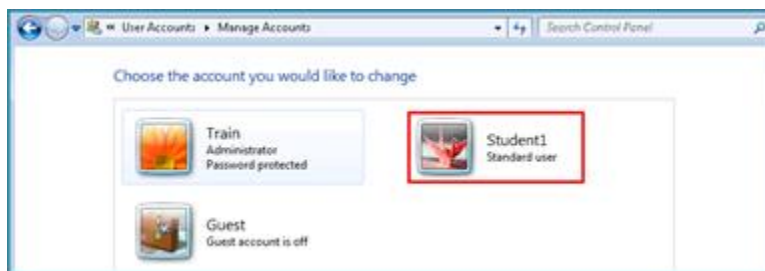 « User Accounts ▸ Manage Accounts
Search Control Panel
Choose the account you would like to change
Train
Administrator
Password protected
Student1
Standard user
Guest
Guest account is off